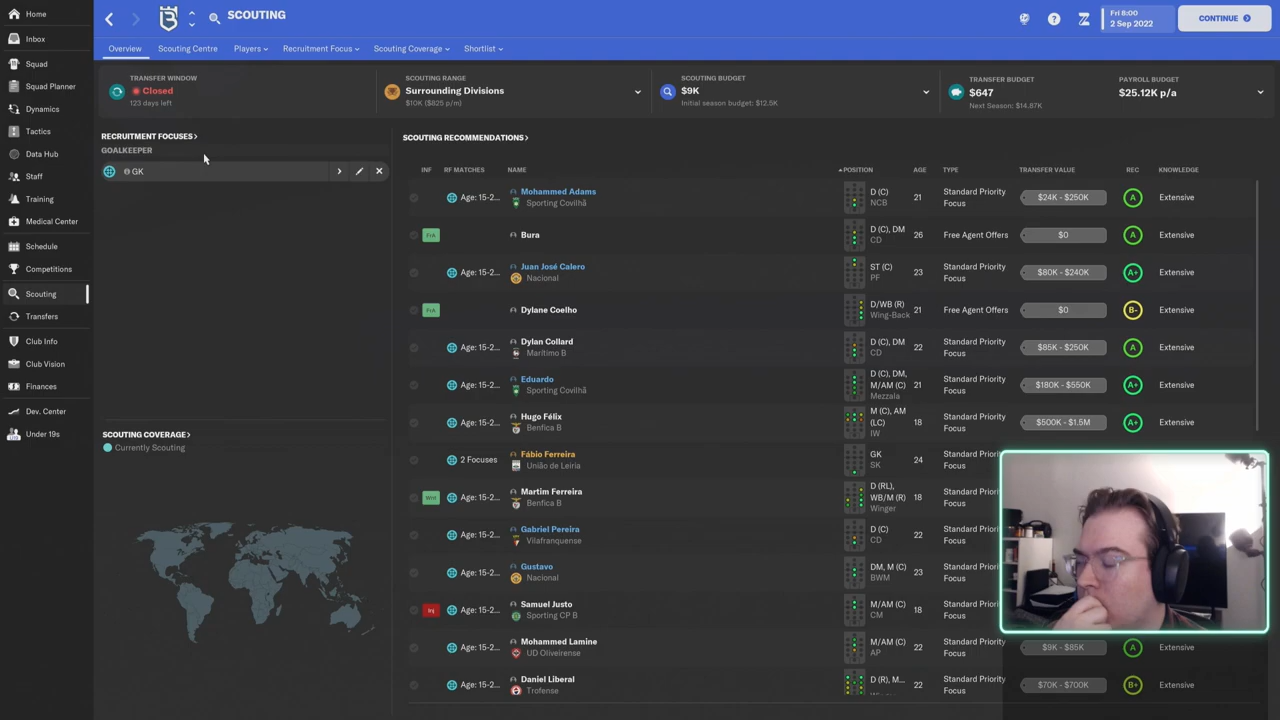 Home
Inbox
Squad
Squad Planner
Dynamics
Tactics
Data Hub
Staff
Training
Medical Center
Schedule
Competitions
Scouting
Transfers
Club Info
Club Vision
Finances
Dev. Center
Under 19s
SCOUTING
Fri 8:00
2 Sep 2022
CONTINUE
Overview
Scouting Centre
Players
Recruitment Focus
Scouting Coverage
Shortlist
TRANSFER WINDOW
Closed
123 days left
SCOUTING RANGE
Surrounding Divisions
$10K ($825 p/m)
SCOUTING BUDGET
$9K
Initial season budget: $12.5K
TRANSFER BUDGET
$647
Next Season: $14.87K
PAYROLL BUDGET
$25.12K p/a
RECRUITMENT FOCUSES>
GOALKEEPER
GK
SCOUTING COVERAGE>
Currently Scouting
SCOUTING RECOMMENDATIONS>
INF RF MATCHES NAME POSITION AGE TYPE TRANSFER VALUE REC KNOWLEDGE
Age: 15-2... Mohammed Adams Sporting Covilhã D (C) NCB 21 Standard Priority Focus $24K - $250K A Extensive
FrA Bura D (C), DM CD 26 Free Agent Offers $0 A Extensive
Age: 15-2... Juan José Calero Nacional ST (C) PF 23 Standard Priority Focus $80K - $240K A+ Extensive
FrA Dylane Coelho D/WB (R) Wing-Back 21 Free Agent Offers $0 B- Extensive
Age: 15-2... Dylan Collard Marítimo B D (C), DM CD 22 Standard Priority Focus $85K - $250K A Extensive
Age: 15-2... Eduardo Sporting Covilhã D (C), DM, M/AM (C) Mezzala 21 Standard Priority Focus $180K - $550K A+ Extensive
Age: 15-2... Hugo Félix Benfica B M (C), AM (LC) IW 18 Standard Priority Focus $500K - $1.5M A+ Extensive
2 Focuses Fábio Ferreira União de Leiria GK SK 24 Standard Priority Focus
Wnt Age: 15-2... Martim Ferreira Benfica B D (RL), WB/M (R) Winger 18 Standard Priority Focus
Age: 15-2... Gabriel Pereira Vilafranquense D (C) CD 22 Standard Priority Focus
Age: 15-2... Gustavo Nacional DM, M (C) BWM 23 Standard Priority Focus
Inj Age: 15-2... Samuel Justo Sporting CP B M/AM (C) CM 18 Standard Priority Focus
Age: 15-2... Mohammed Lamine UD Oliveirense M/AM (C) AP 22 Standard Priority Focus $9K - $85K A Extensive
Age: 15-2... Daniel Liberal Trofense D (R), M... 22 Standard Priority Focus $70K - $700K B+ Extensive